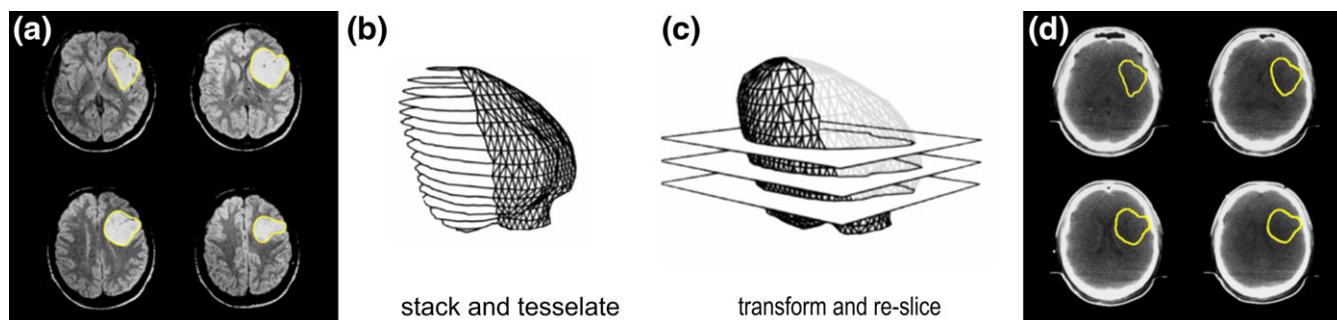 (a)
(b)
(c)
(d)
stack and tesselate
transform and re-slice